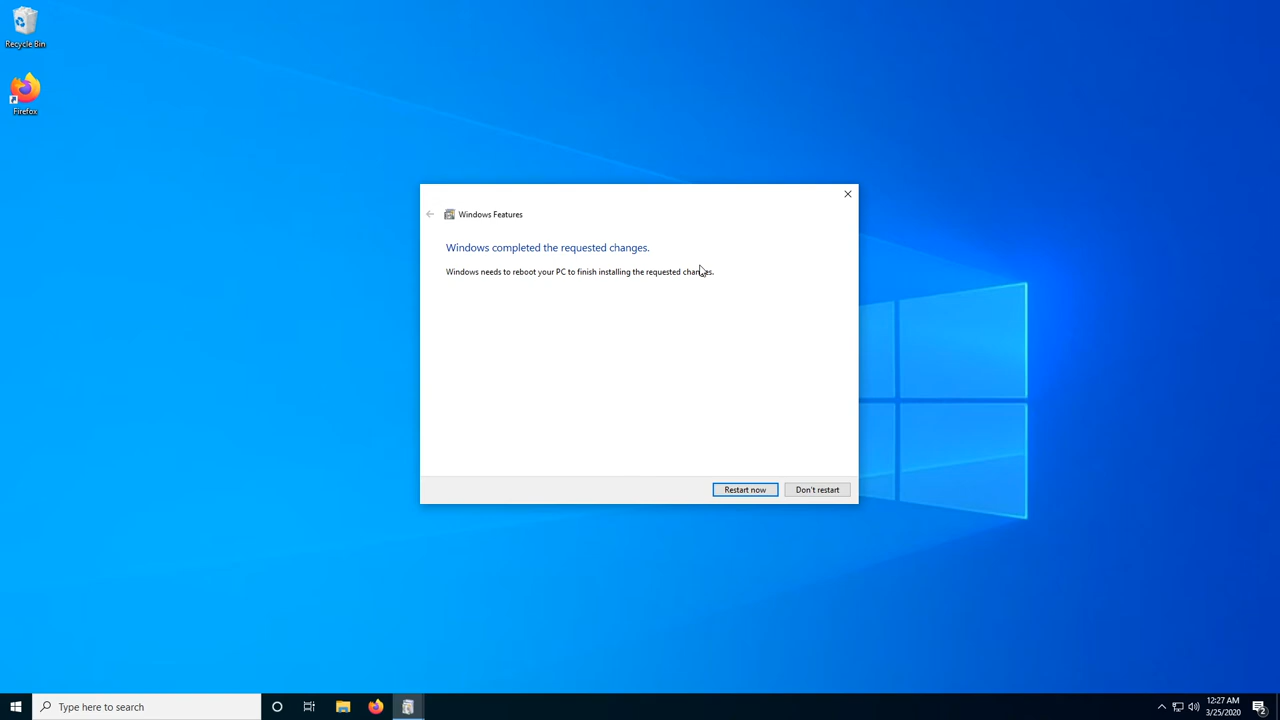 Recycle Bin
Firefox
Windows Features
Windows completed the requested changes.
Windows needs to reboot your PC to finish installing the requested changes.
Restart now
Don't restart
Type here to search
12:27 AM
3/25/2020
2